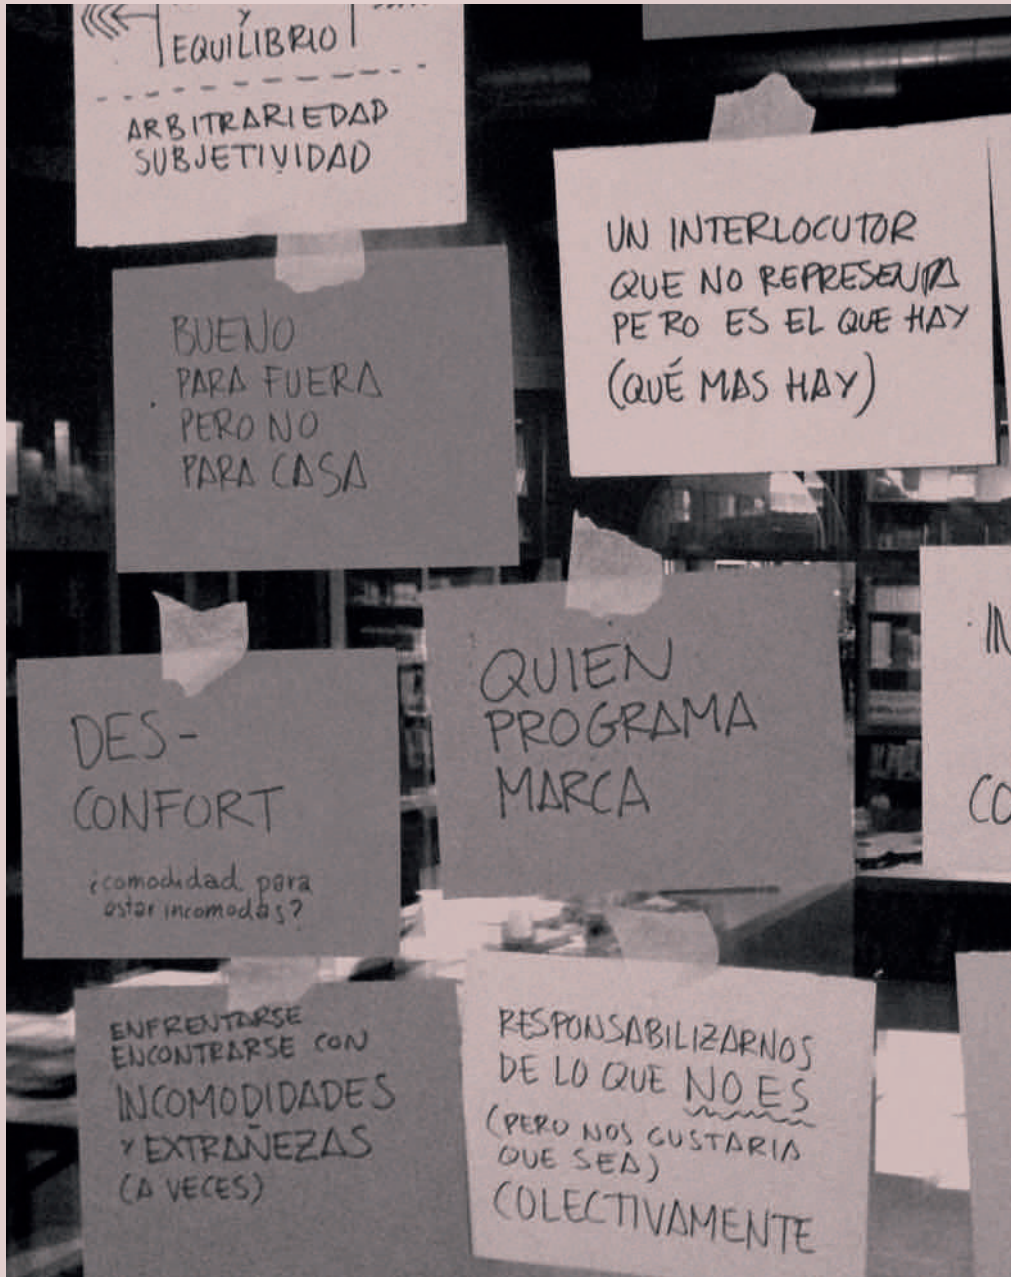 Y
EQUILIBRIO
ARBITRARIEDAD
SUBJETIVIDAD
UN INTERLOCUTOR
QUE NO REPRESENTA
PERO ES EL QUE HAY
(QUÉ MAS HAY)
BUENO
PARA FUERA
PERO NO
PARA CASA
QUIEN
PROGRAMA
MARCA
IN
CO
DES-
CONFORT
¿comodidad para
estar incomodas?
ENFRENTARSE
ENCONTRARSE CON
INCOMODIDADES
Y EXTRAÑEZAS
(A VECES)
RESPONSABILIZARNOS
DE LO QUE NO ES
(PERO NOS GUSTARIA
QUE SEA)
COLECTIVAMENTE